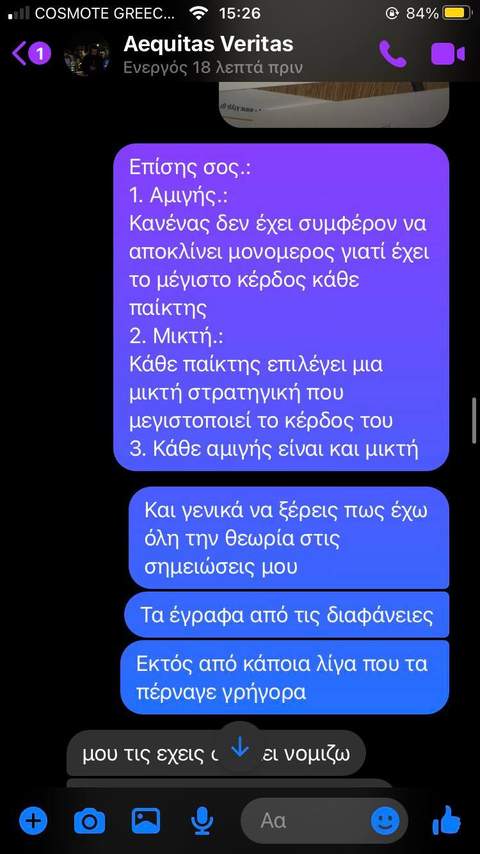 COSMOTE GREEC...
15:26
84%
1
Aequitas Veritas
Ενεργός 18 λεπτά πριν
Επίσης σος.:
1. Αμιγής.:
Κανένας δεν έχει συμφέρον να
αποκλίνει μονομερος γιατί έχει
το μέγιστο κέρδος κάθε
παίκτης
2. Μικτή.:
Κάθε παίκτης επιλέγει μια
μικτή στρατηγική που
μεγιστοποιεί το κέρδος του
3. Κάθε αμιγής είναι και μικτή
Και γενικά να ξέρεις πως έχω
όλη την θεωρία στις
σημειώσεις μου
Τα έγραφα από τις διαφάνειες
Εκτός από κάποια λίγα που τα
πέρναγε γρήγορα
μου τις εχεις νομιζω
Aα